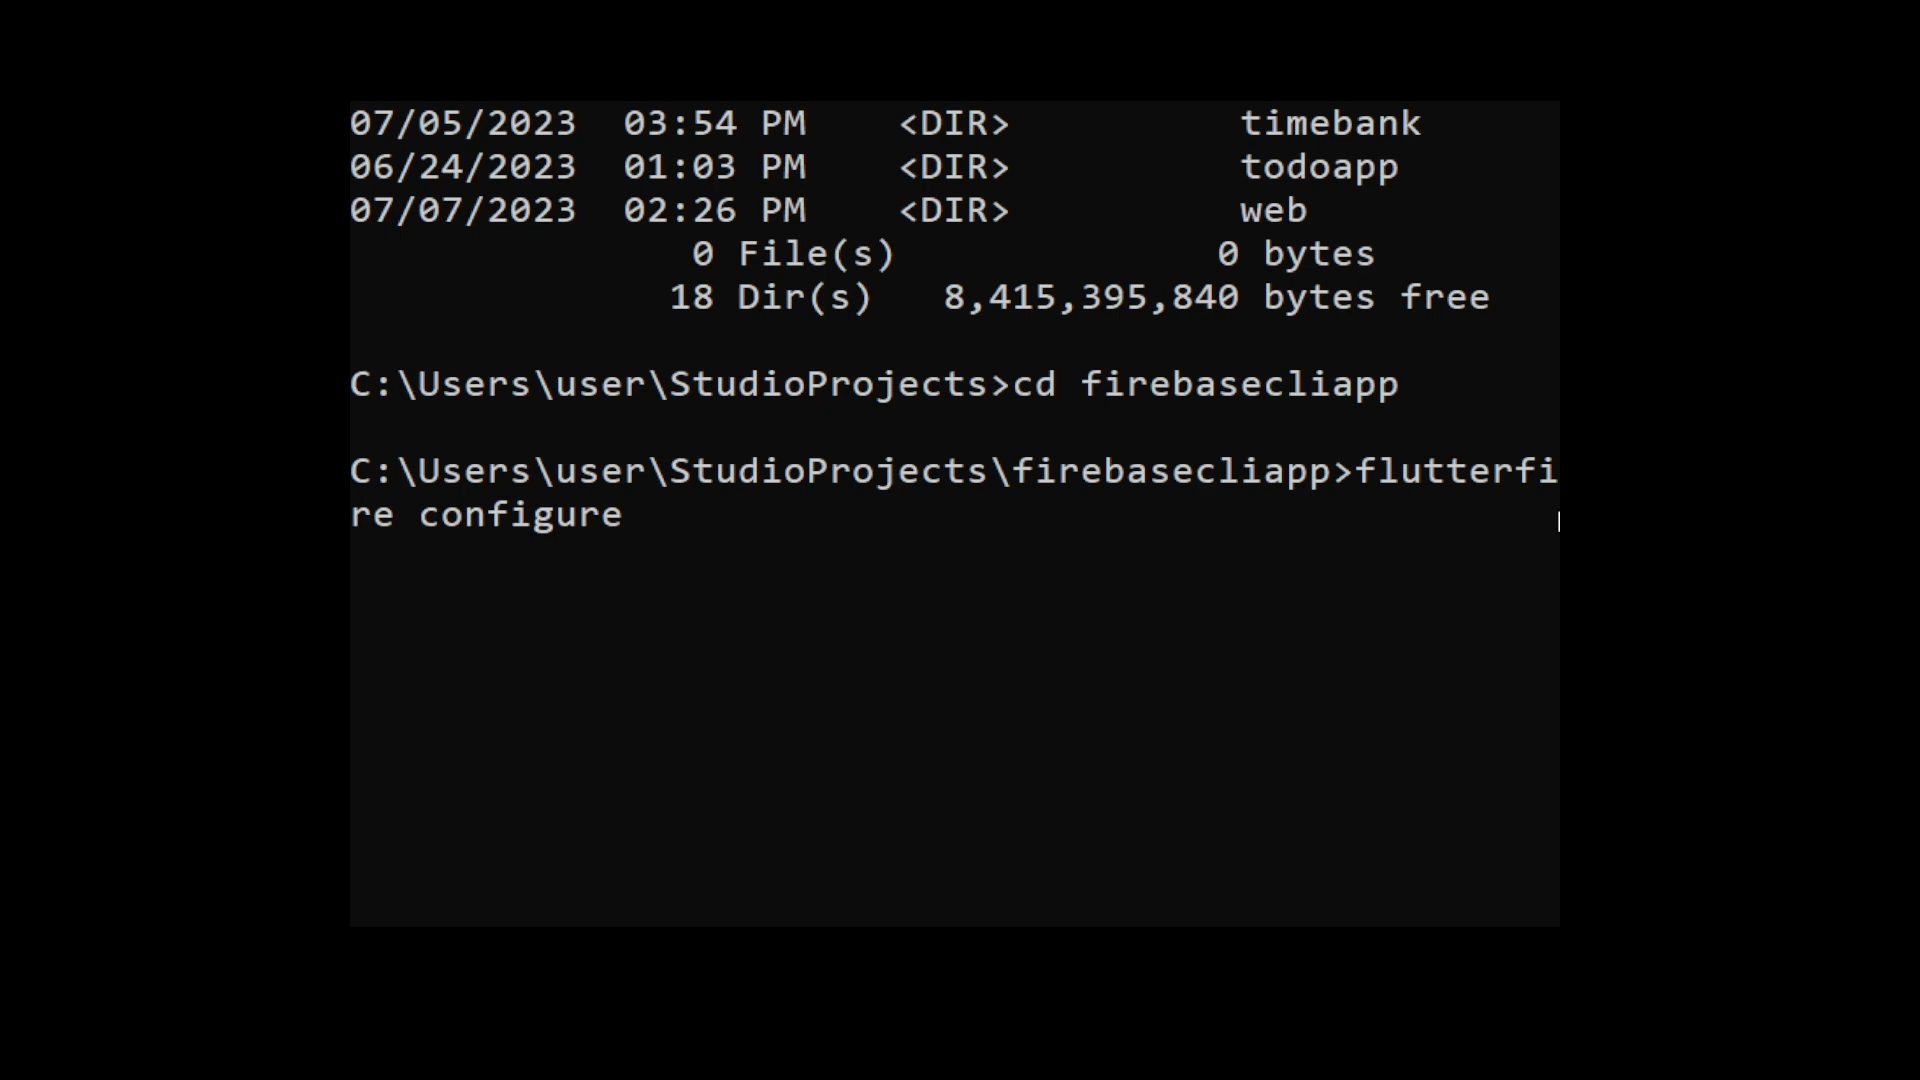 07/05/2023  03:54 PM    <DIR>          timebank
06/24/2023  01:03 PM    <DIR>          todoapp
07/07/2023  02:26 PM    <DIR>          web
               0 File(s)              0 bytes
              18 Dir(s)   8,415,395,840 bytes free
C:\Users\user\StudioProjects>cd firebasecliapp
C:\Users\user\StudioProjects\firebasecliapp>flutterfi
re configure